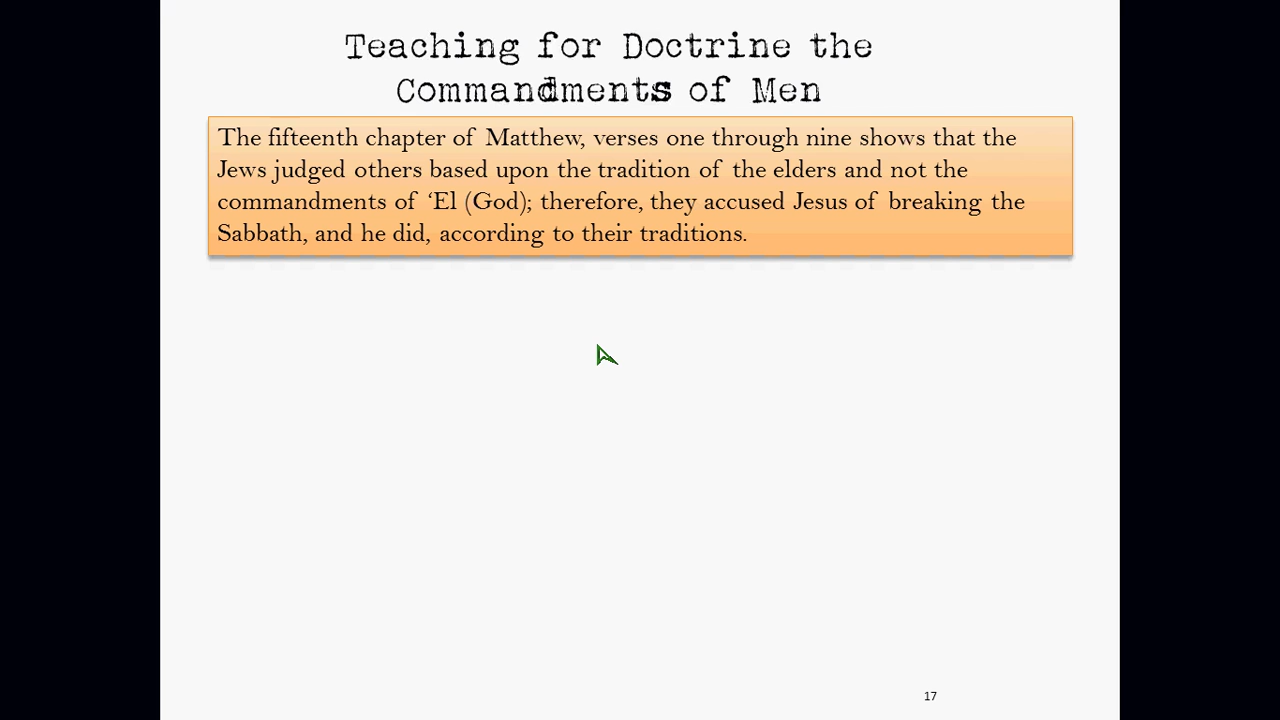 Teaching for Doctrine the
Commandments of Men
The fifteenth chapter of Matthew, verses one through nine shows that the
Jews judged others based upon the tradition of the elders and not the
commandments of ‘El (God); therefore, they accused Jesus of breaking the
Sabbath, and he did, according to their traditions.
17